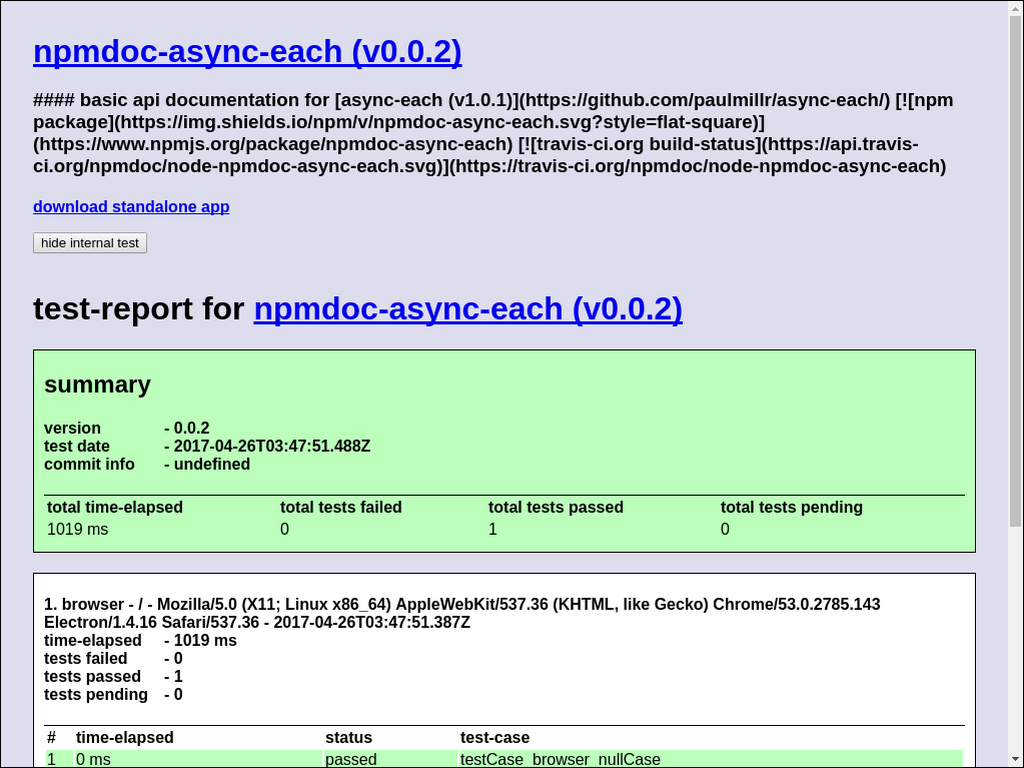 npmdoc-async-each (v0.0.2)
#### basic api documentation for [async-each (v1.0.1)](https://github.com/paulmillr/async-each/) [![npm
package](https://img.shields.io/npm/v/npmdoc-async-each.svg?style=flat-square)]
(https://www.npmjs.org/package/npmdoc-async-each) [![travis-ci.org build-status](https://api.travis-
ci.org/npmdoc/node-npmdoc-async-each.svg)](https://travis-ci.org/npmdoc/node-npmdoc-async-each)
download standalone app
hide internal test
test-report for npmdoc-async-each (v0.0.2)
summary
version - 0.0.2
test date - 2017-04-26T03:47:51.488Z
commit info - undefined
total time-elapsed total tests failed total tests passed total tests pending
1019 ms 0 1 0
1. browser - / - Mozilla/5.0 (X11; Linux x86_64) AppleWebKit/537.36 (KHTML, like Gecko) Chrome/53.0.2785.143
Electron/1.4.16 Safari/537.36 - 2017-04-26T03:47:51.387Z
time-elapsed - 1019 ms
tests failed - 0
tests passed - 1
tests pending - 0
# time-elapsed status test-case
1 0 ms passed testCase_browser_nullCase